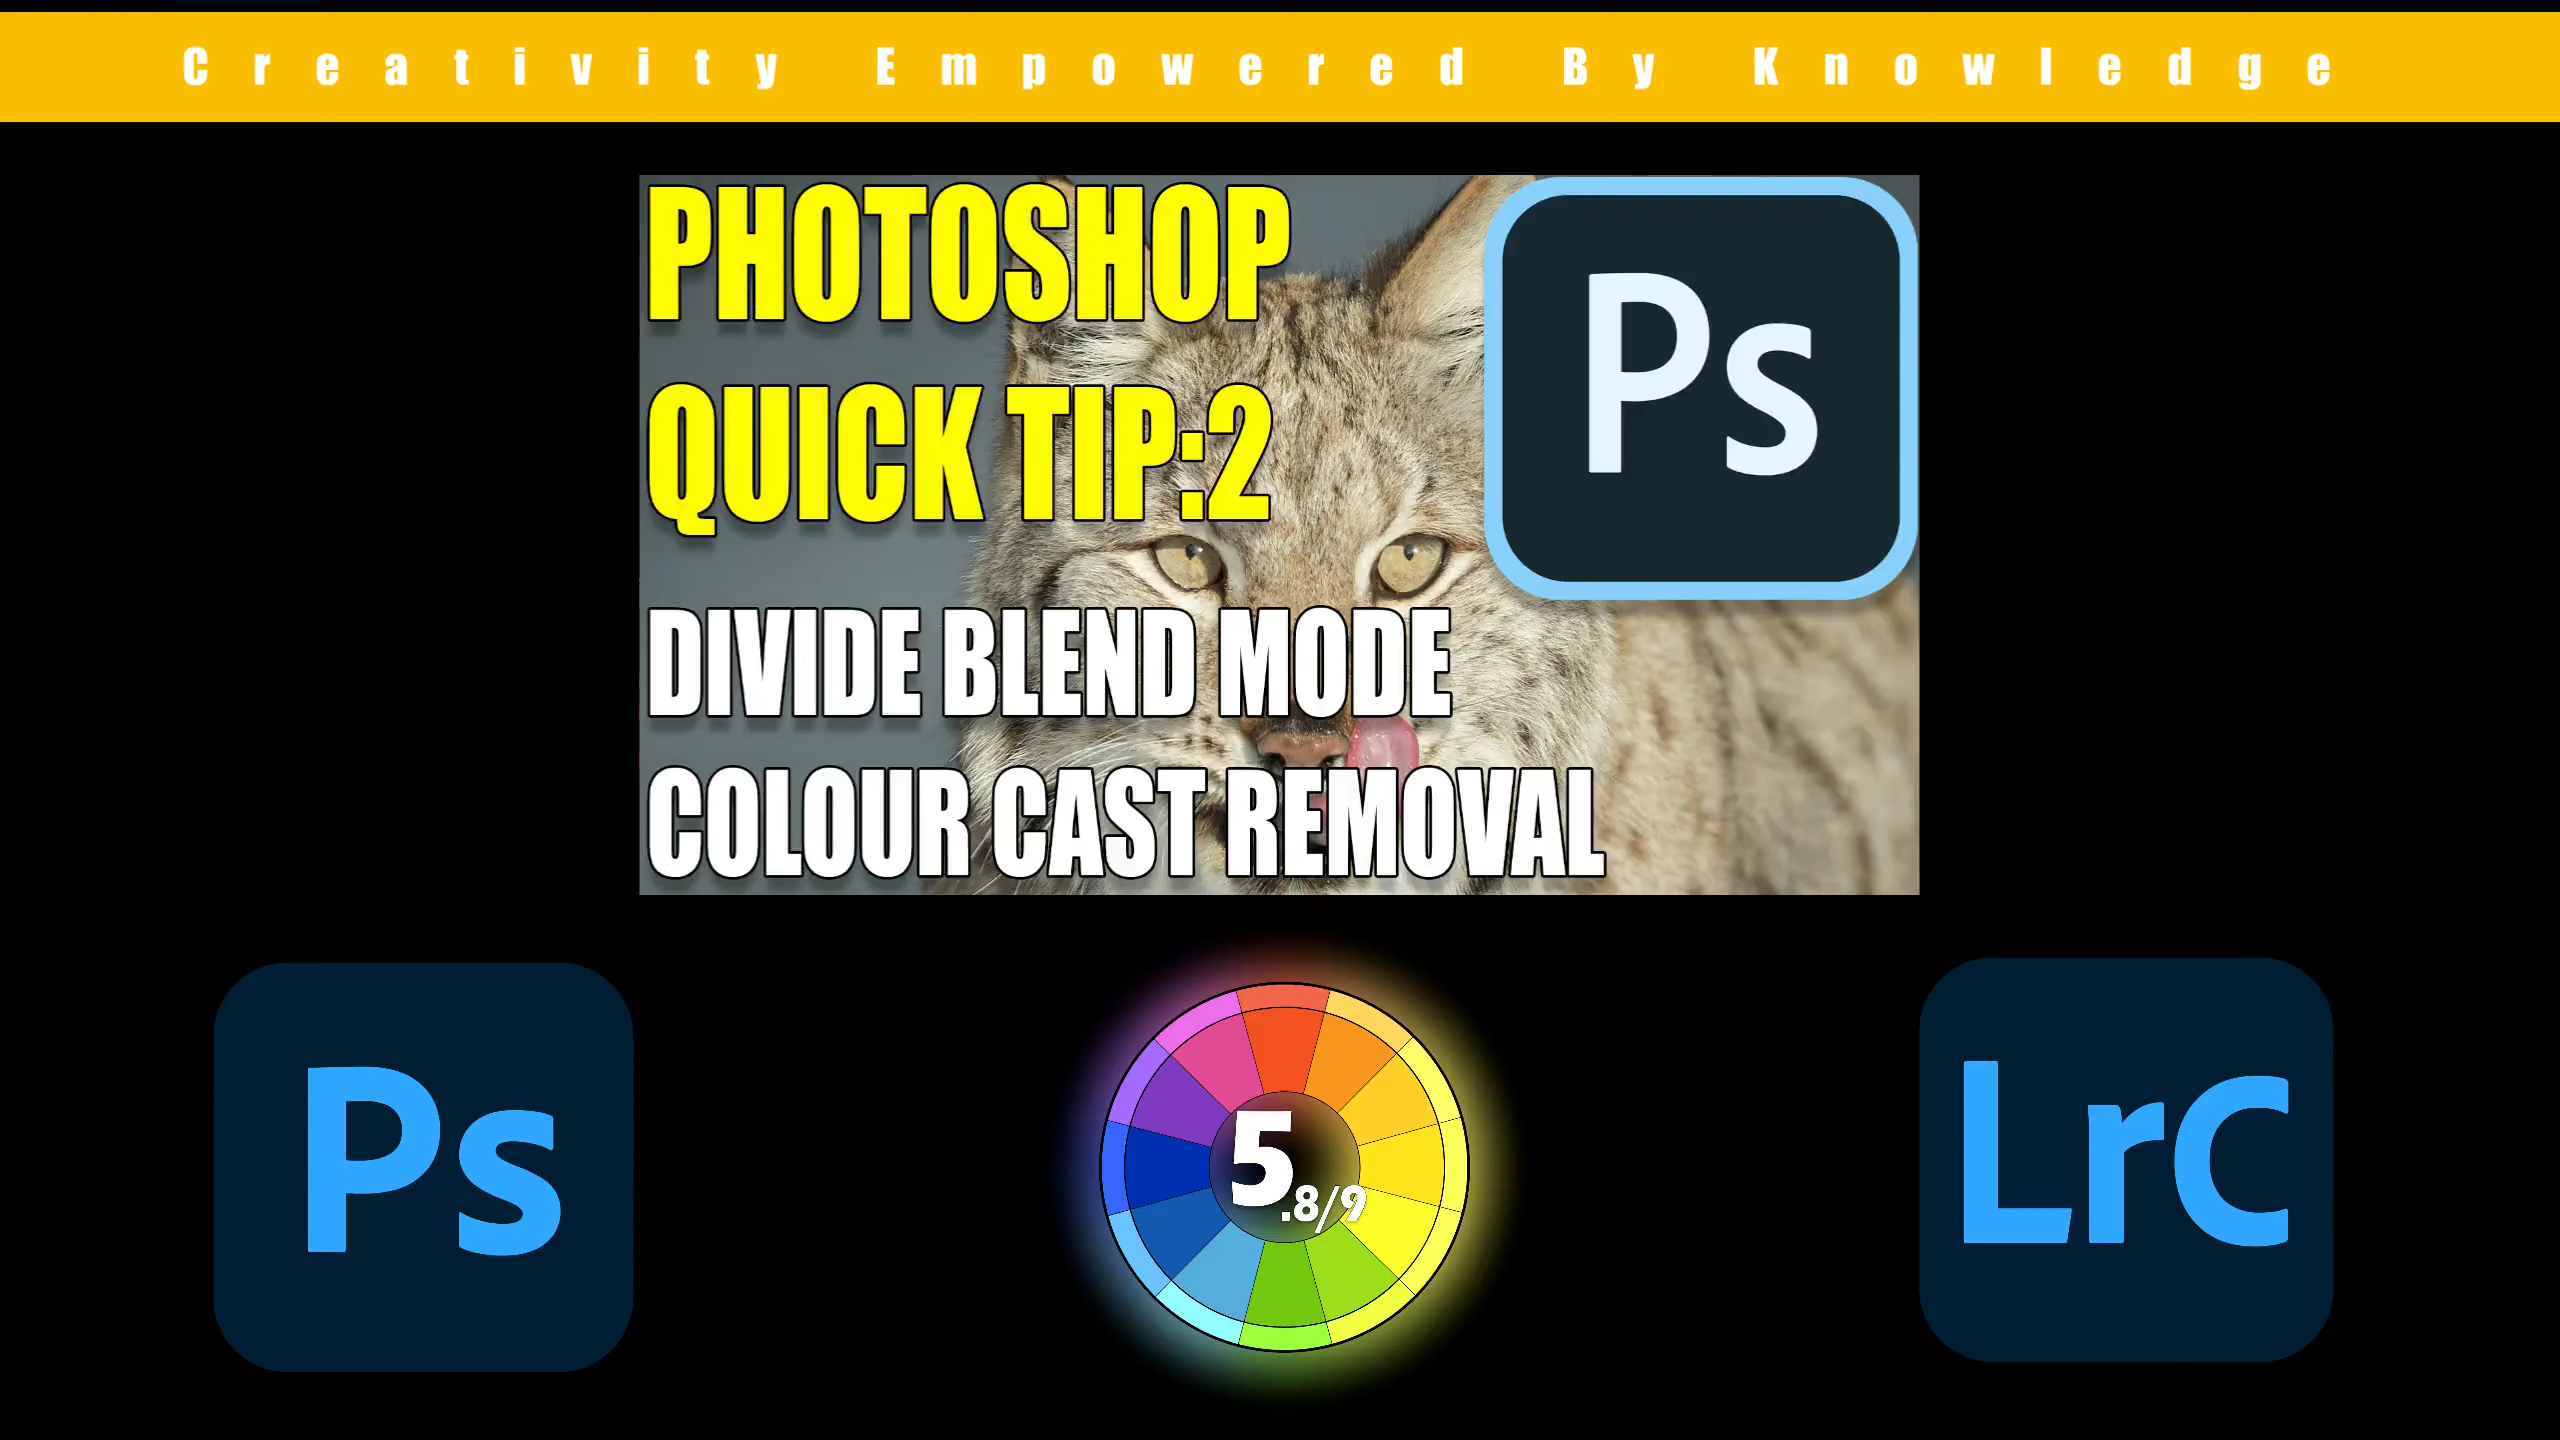 Creativity Empowered By Knowledge
PHOTOSHOP
QUICK TIP:2
Ps
DIVIDE BLEND MODE
COLOUR CAST REMOVAL
Ps
5.8/9
LrC